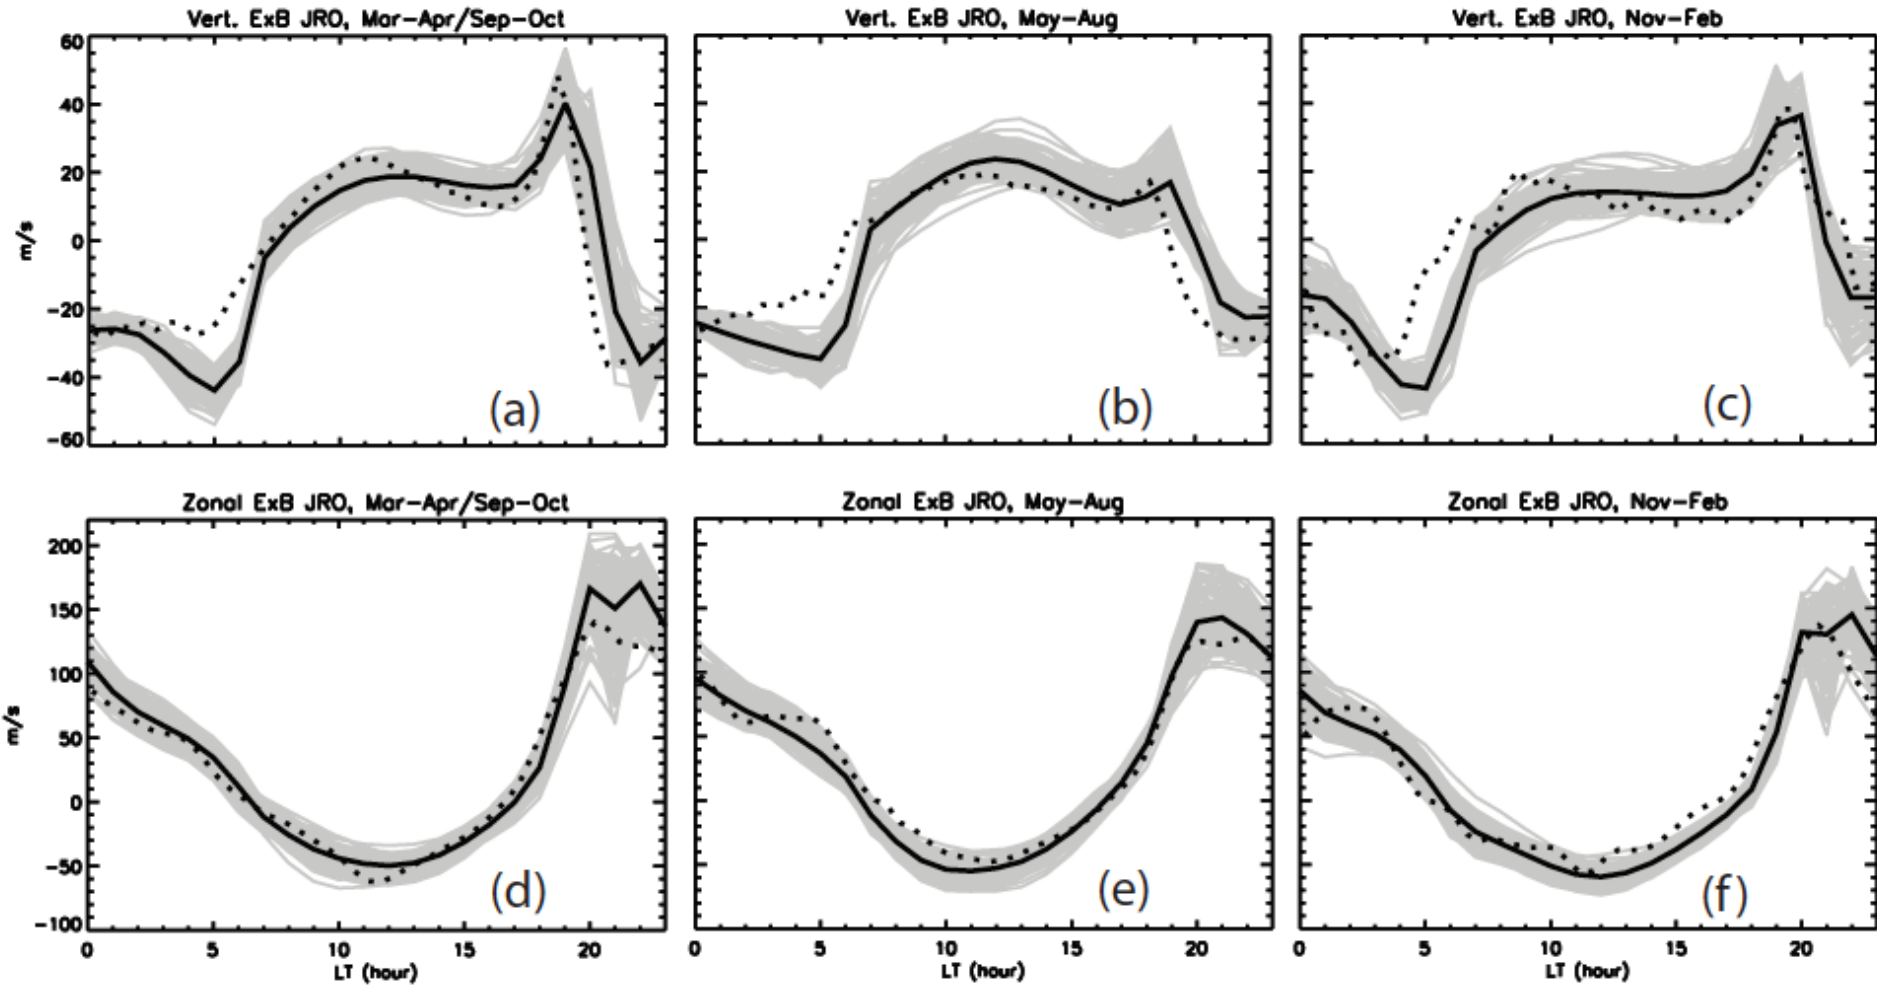 Vert. ExB JRO, Mar-Apr/Sep-Oct
Vert. ExB JRO, May-Aug
Vert. ExB JRO, Nov-Feb
60
40
20
0
-20
-40
-60
m/s
(a)
(b)
(c)
Zonal ExB JRO, Mar-Apr/Sep-Oct
Zonal ExB JRO, May-Aug
Zonal ExB JRO, Nov-Feb
200
150
100
50
0
-50
-100
m/s
(d)
(e)
(f)
0 5 10 15 20
0 5 10 15 20
0 5 10 15 20
LT (hour)
LT (hour)
LT (hour)